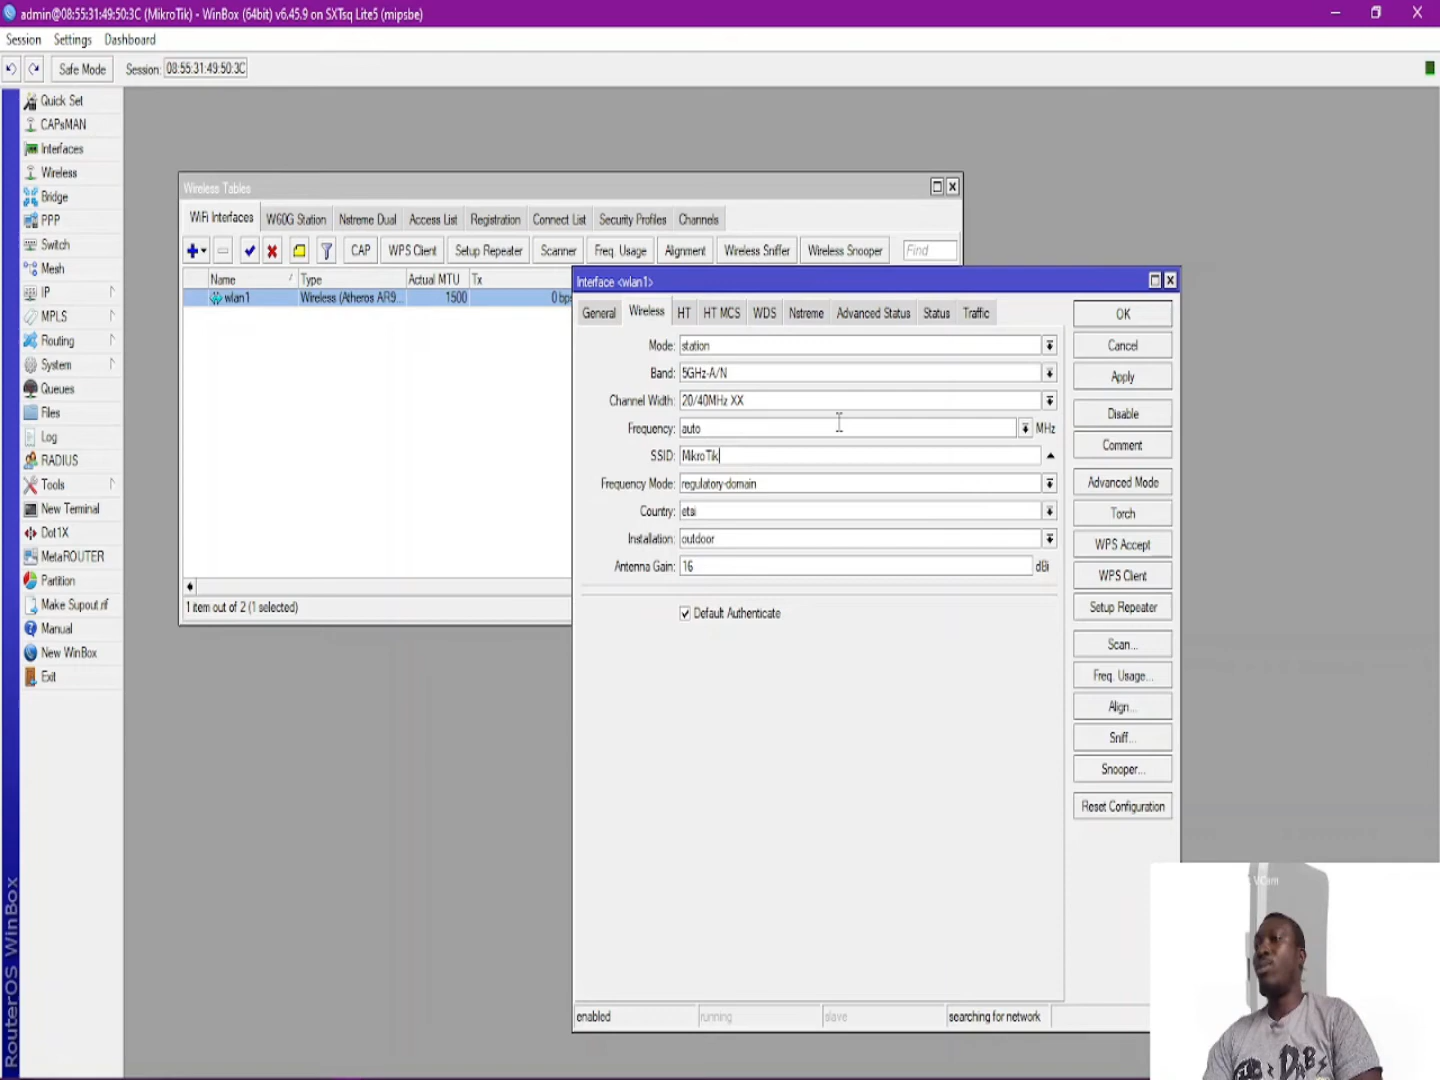 admin@08:55:31:49:50:3C (MikroTik) - WinBox (64bit) v6.45.9 on SXTsq Lite5 (mipsbe)
Session Settings Dashboard
Safe Mode Session: 08:55:31:49:50:3C
Quick Set
CAPsMAN
Interfaces
Wireless
Bridge
PPP
Switch
Mesh
IP
MPLS
Routing
System
Queues
Files
Log
RADIUS
Tools
New Terminal
Dot1X
MetaROUTER
Partition
Make Supout.rif
Manual
New WinBox
Exit
RouterOS WinBox
Wireless Tables
WiFi Interfaces W60G Station Nstreme Dual Access List Registration Connect List Security Profiles Channels
CAP WPS Client Setup Repeater Scanner Freq. Usage Alignment Wireless Sniffer Wireless Snooper Find
Name / Type Actual MTU Tx
wlan1 Wireless (Atheros AR9... 1500 0 bps
1 item out of 2 (1 selected)
Interface <wlan1>
General Wireless HT HT MCS WDS Nstreme Advanced Status Status Traffic
Mode: station
Band: 5GHz-A/N
Channel Width: 20/40MHz XX
Frequency: auto MHz
SSID: MikroTik
Frequency Mode: regulatory-domain
Country: etsi
Installation: outdoor
Antenna Gain: 16 dBi
Default Authenticate
OK
Cancel
Apply
Disable
Comment
Advanced Mode
Torch
WPS Accept
WPS Client
Setup Repeater
Scan...
Freq. Usage...
Align...
Sniff...
Snooper...
Reset Configuration
enabled running slave searching for network